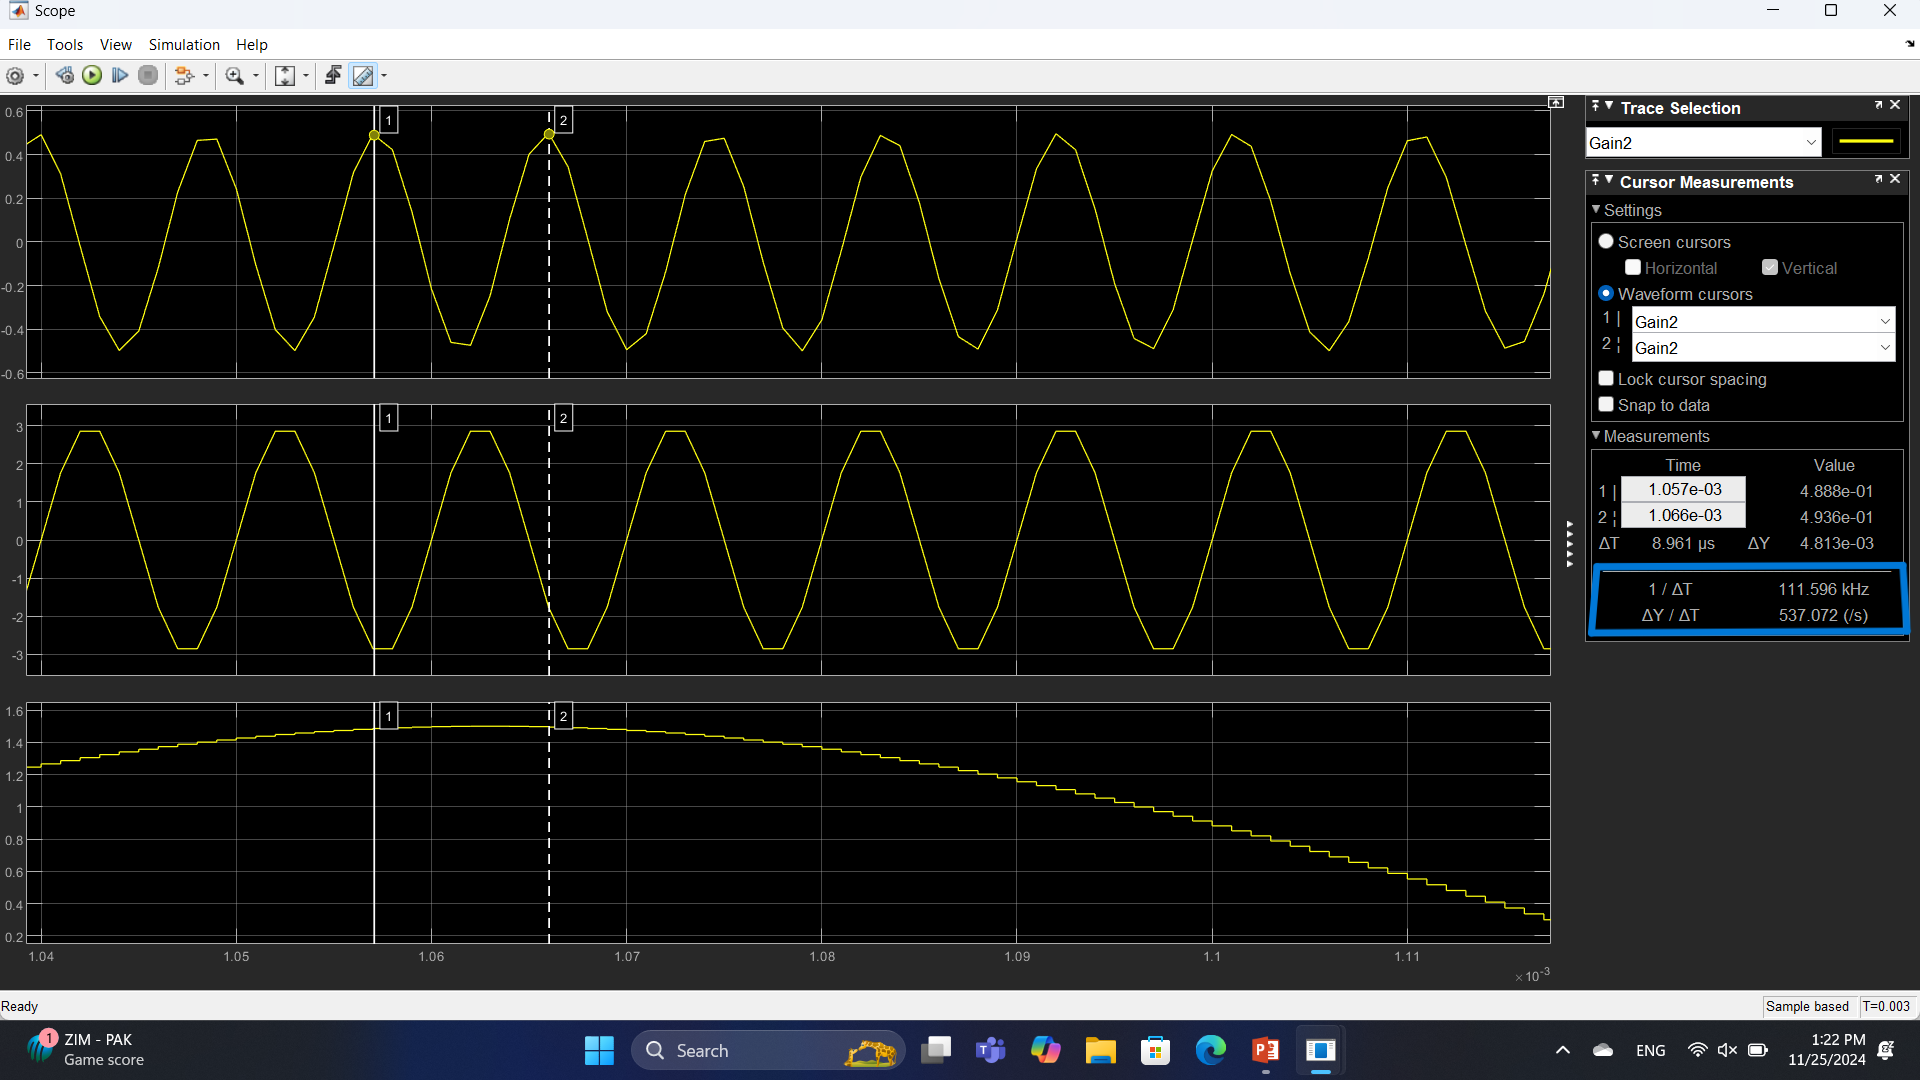 Scope
File Tools View Simulation Help
0.6
0.4
0.2
0
-0.2
-0.4
-0.6
1
2
3
2
1
0
-1
-2
-3
1
2
1.6
1.4
1.2
1
0.8
0.6
0.4
0.2
1
2
1.04 1.05 1.06 1.07 1.08 1.09 1.1 1.11
×10-3
Trace Selection
Gain2
Cursor Measurements
Settings
Screen cursors
Horizontal Vertical
Waveform cursors
1 | Gain2
2 ¦ Gain2
Lock cursor spacing
Snap to data
Measurements
Time Value
1 | 1.057e-03 4.888e-01
2 ¦ 1.066e-03 4.936e-01
ΔT 8.961 µs ΔY 4.813e-03
1 / ΔT 111.596 kHz
ΔY / ΔT 537.072 (/s)
Ready
Sample based T=0.003
1
ZIM - PAK
Game score
Search
ENG
1:22 PM
11/25/2024